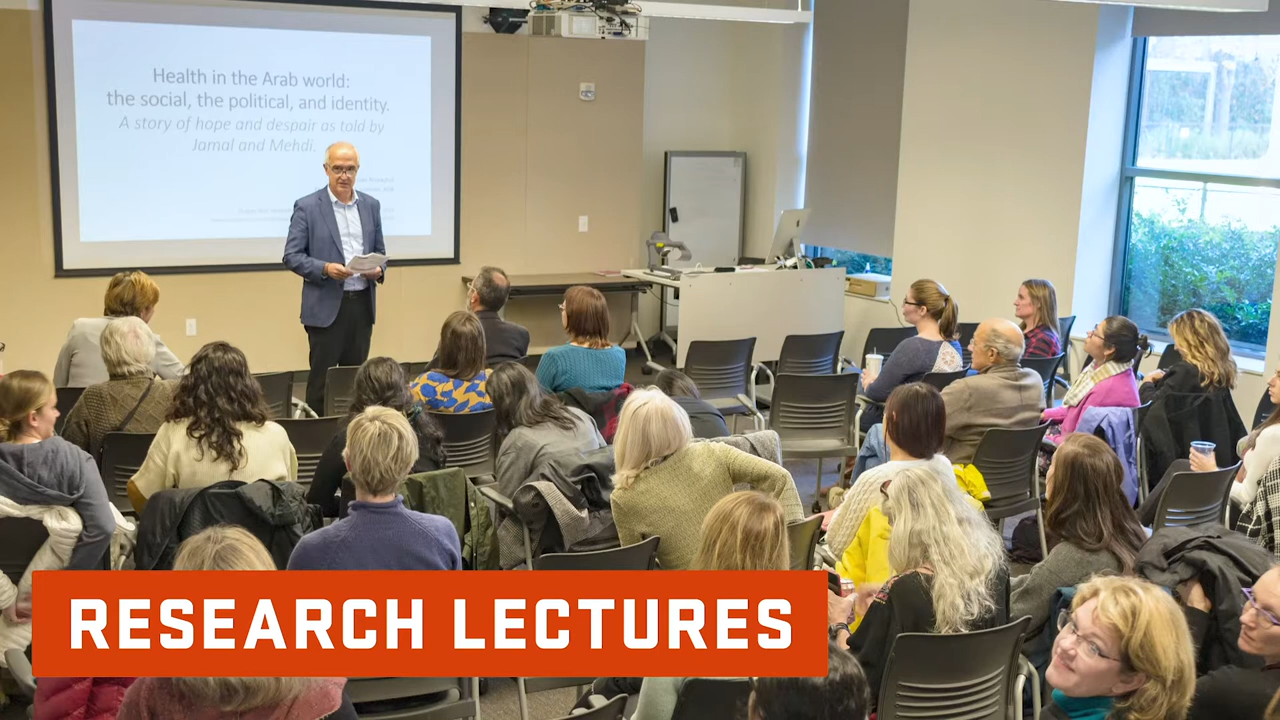 Health in the Arab world:
the social, the political, and identity.
A story of hope and despair as told by
Jamal and Mehdi.
RESEARCH LECTURES